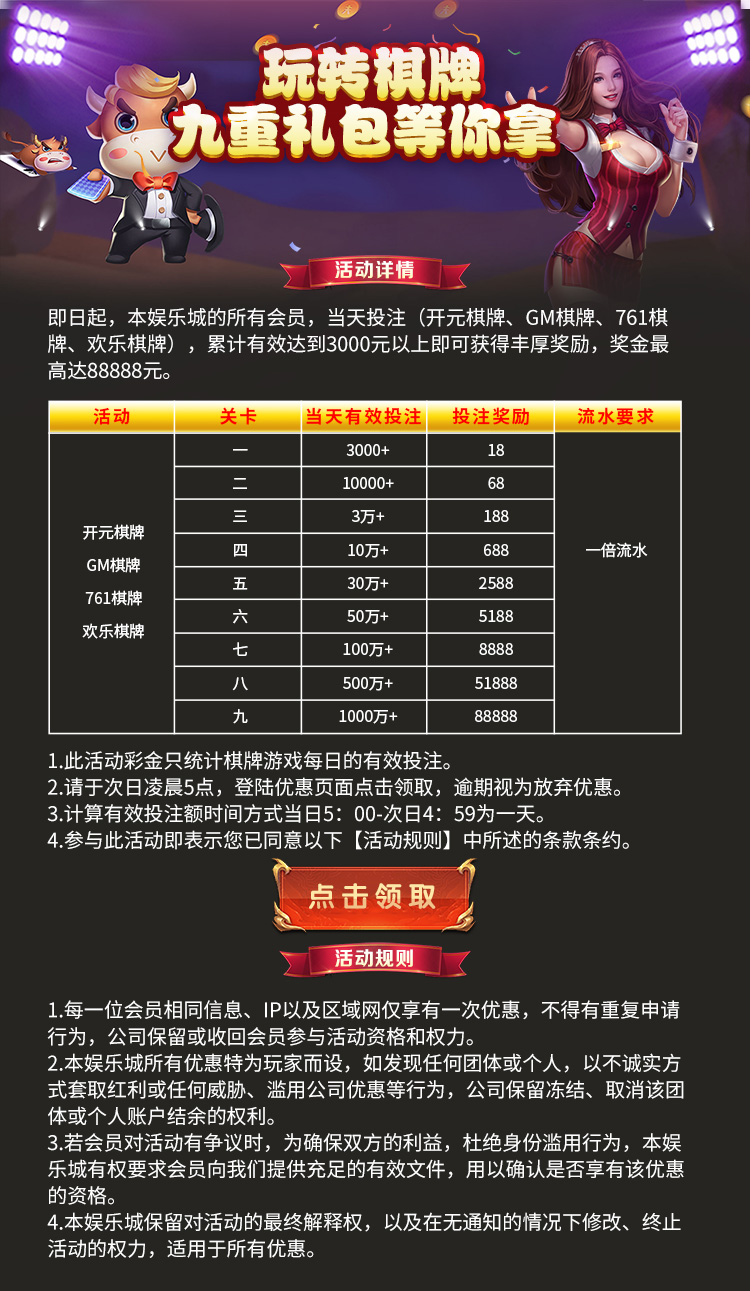 玩转棋牌
九重礼包等你拿
活动详情
即日起，本娱乐城的所有会员，当天投注（开元棋牌、GM棋牌、761棋
牌、欢乐棋牌），累计有效达到3000元以上即可获得丰厚奖励，奖金最
高达88888元。
活动 关卡 当天有效投注 投注奖励 流水要求
一 3000+ 18
二 10000+ 68
三 3万+ 188
开元棋牌
四 10万+ 688 一倍流水
GM棋牌
五 30万+ 2588
761棋牌
六 50万+ 5188
欢乐棋牌
七 100万+ 8888
八 500万+ 51888
九 1000万+ 88888
1.此活动彩金只统计棋牌游戏每日的有效投注。
2.请于次日凌晨5点，登陆优惠页面点击领取，逾期视为放弃优惠。
3.计算有效投注额时间方式当日5：00-次日4：59为一天。
4.参与此活动即表示您已同意以下【活动规则】中所述的条款条约。
点击领取
活动规则
1.每一位会员相同信息、IP以及区域网仅享有一次优惠，不得有重复申请
行为，公司保留或收回会员参与活动资格和权力。
2.本娱乐城所有优惠特为玩家而设，如发现任何团体或个人，以不诚实方
式套取红利或任何威胁、滥用公司优惠等行为，公司保留冻结、取消该团
体或个人账户结余的权利。
3.若会员对活动有争议时，为确保双方的利益，杜绝身份滥用行为，本娱
乐城有权要求会员向我们提供充足的有效文件，用以确认是否享有该优惠
的资格。
4.本娱乐城保留对活动的最终解释权，以及在无通知的情况下修改、终止
活动的权力，适用于所有优惠。